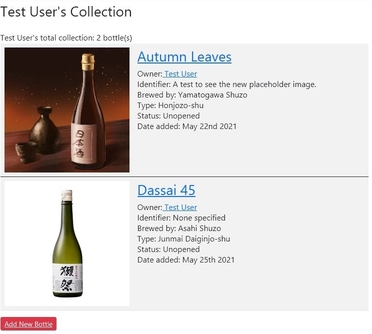 Test User's Collection
Test User's total collection: 2 bottle(s)
Autumn Leaves
Owner: Test User
Identifier: A test to see the new placeholder image.
Brewed by: Yamatogawa Shuzo
Type: Honjozo-shu
Status: Unopened
Date added: May 22nd 2021
日本酒
Dassai 45
Owner: Test User
Identifier: None specified
Brewed by: Asahi Shuzo
Type: Junmai Daiginjo-shu
Status: Unopened
Date added: May 25th 2021
獺祭
Add New Bottle